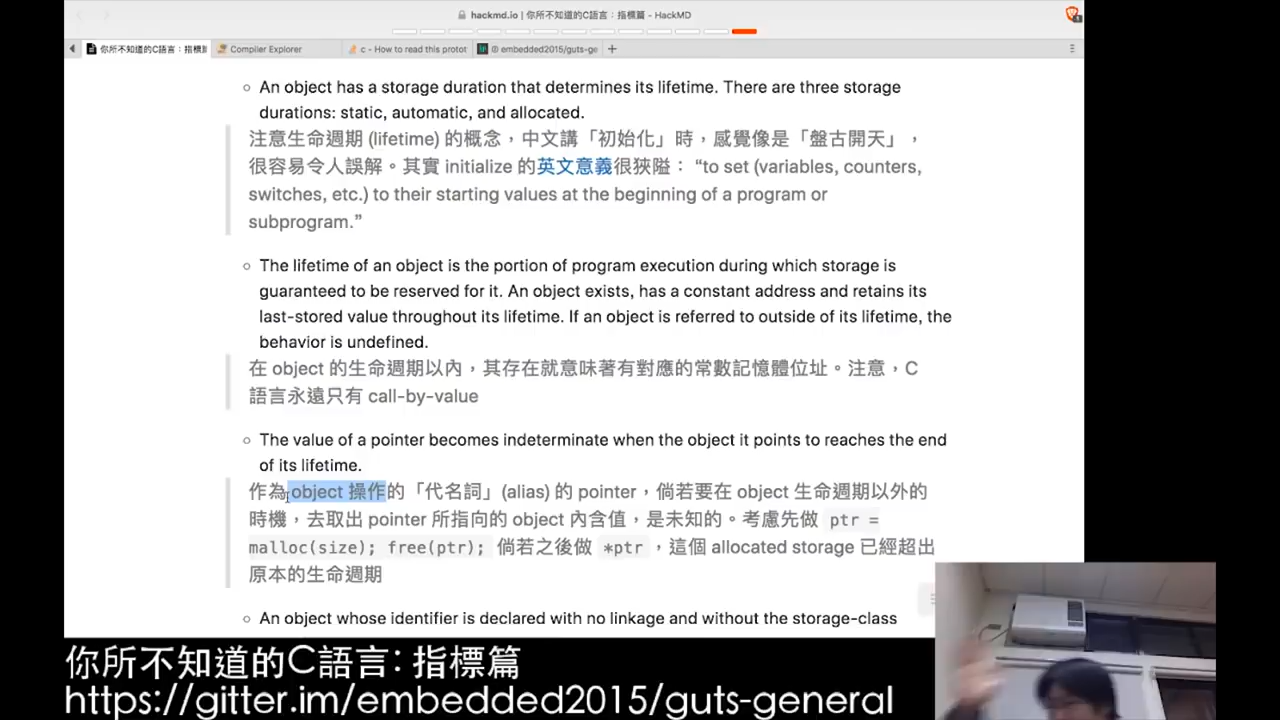 hackmd.io | 你所不知道的C語言：指標篇 - HackMD
你所不知道的C語言：指標
Compiler Explorer
c - How to read this protot
embedded2015/guts-ge
An object has a storage duration that determines its lifetime. There are three storage
durations: static, automatic, and allocated.
注意生命週期 (lifetime) 的概念，中文講「初始化」時，感覺像是「盤古開天」，
很容易令人誤解。其實 initialize 的英文意義很狹隘： “to set (variables, counters,
switches, etc.) to their starting values at the beginning of a program or
subprogram.”
The lifetime of an object is the portion of program execution during which storage is
guaranteed to be reserved for it. An object exists, has a constant address and retains its
last-stored value throughout its lifetime. If an object is referred to outside of its lifetime, the
behavior is undefined.
在 object 的生命週期以內，其存在就意味著有對應的常數記憶體位址。注意，C
語言永遠只有 call-by-value
The value of a pointer becomes indeterminate when the object it points to reaches the end
of its lifetime.
作為 object 操作的「代名詞」(alias) 的 pointer，倘若要在 object 生命週期以外的
時機，去取出 pointer 所指向的 object 內含值，是未知的。考慮先做 ptr =
malloc(size); free(ptr); 倘若之後做 *ptr ，這個 allocated storage 已經超出
原本的生命週期
An object whose identifier is declared with no linkage and without the storage-class
你所不知道的C語言: 指標篇
https://gitter.im/embedded2015/guts-general